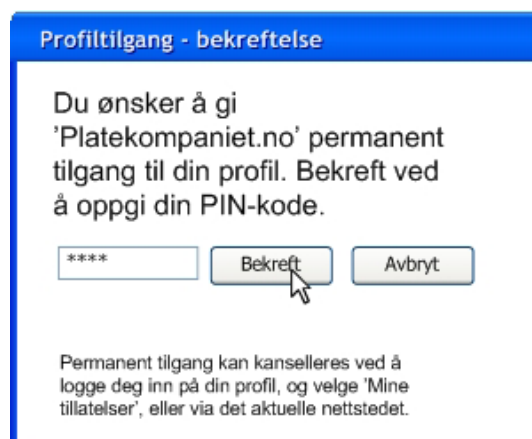 Profiltilgang - bekreftelse
Du ønsker å gi
'Platekompaniet.no' permanent
tilgang til din profil. Bekreft ved
å oppgi din PIN-kode.
**** Bekreft Avbryt
Permanent tilgang kan kanselleres ved å
logge deg inn på din profil, og velge 'Mine
tillatelser', eller via det aktuelle nettstedet.